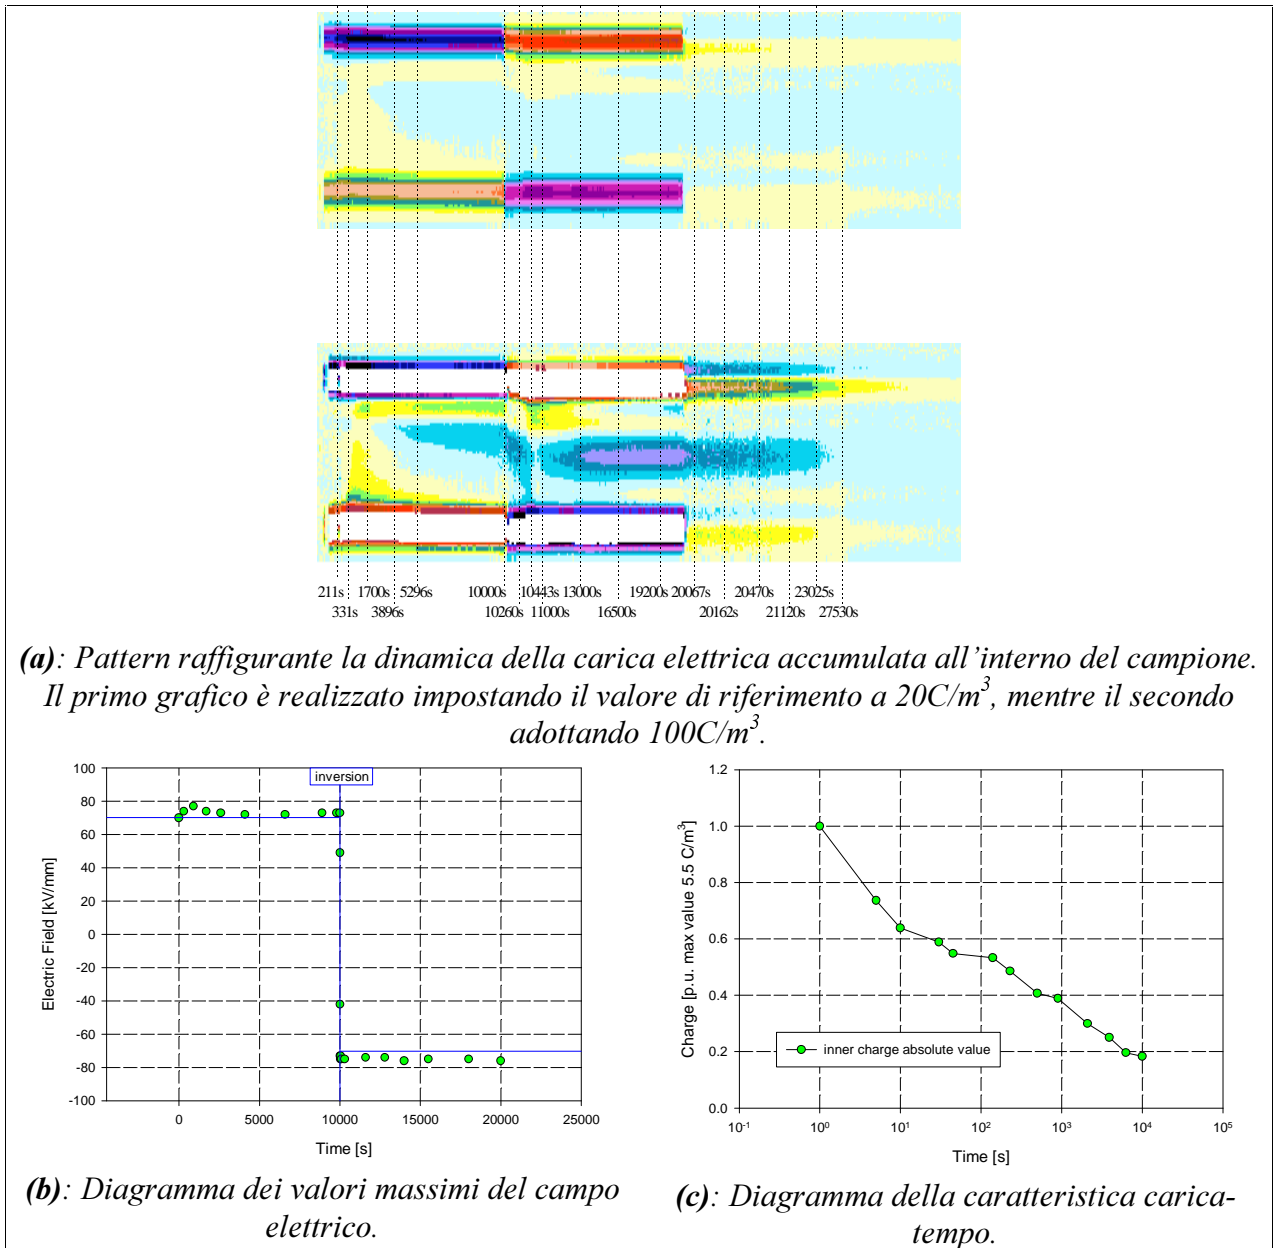 211s 1700s 5296s 10000s 10443s 13000s 19200s 20067s 20470s 23025s
331s 3896s 10260s 11000s 16500s 20162s 21120s 27530s
(a): Pattern raffigurante la dinamica della carica elettrica accumulata all’interno del campione.
Il primo grafico è realizzato impostando il valore di riferimento a 20C/m³, mentre il secondo
adottando 100C/m³.
inversion
100
80
60
40
20
0
-20
-40
-60
-80
-100
Electric Field [kV/mm]
0 5000 10000 15000 20000 25000
Time [s]
(b): Diagramma dei valori massimi del campo
elettrico.
1.2
1.0
0.8
0.6
0.4
0.2
0.0
Charge [p.u. max value 5.5 C/m³]
inner charge absolute value
10⁻¹ 10⁰ 10¹ 10² 10³ 10⁴ 10⁵
Time [s]
(c): Diagramma della caratteristica carica-
tempo.